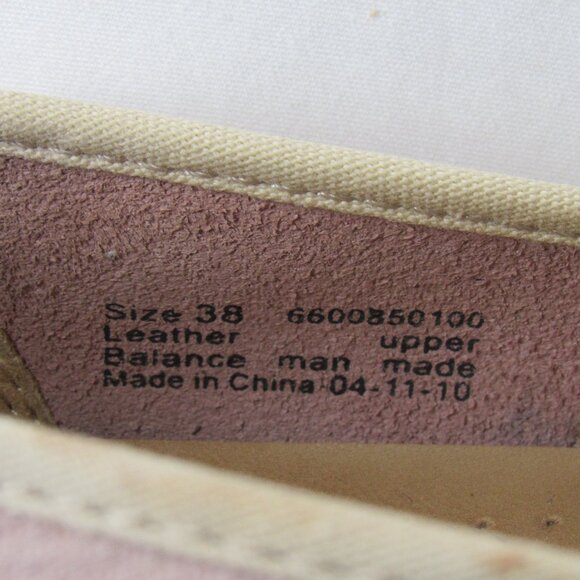 Size 38 6600850100
Leather upper
Balance man made
Made in China 04-11-10